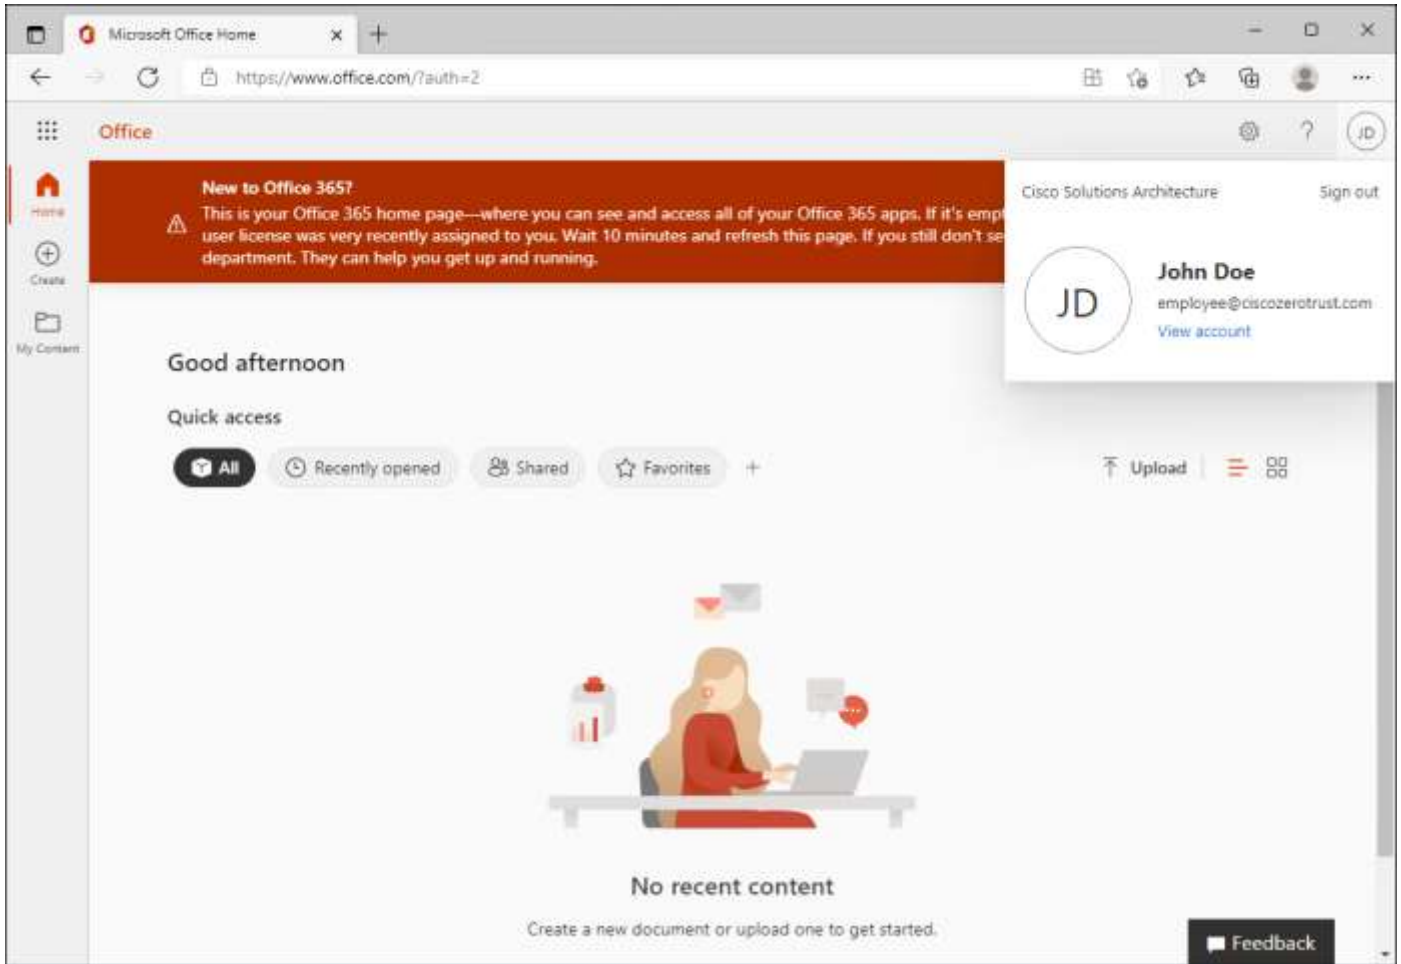 Microsoft Office Home
https://www.office.com/?auth=2
Office
JD
Home
Create
My Content
New to Office 365?
This is your Office 365 home page—where you can see and access all of your Office 365 apps. If it's empt
user license was very recently assigned to you. Wait 10 minutes and refresh this page. If you still don't se
department. They can help you get up and running.
Cisco Solutions Architecture
Sign out
JD
John Doe
employee@ciscozerotrust.com
View account
Good afternoon
Quick access
All
Recently opened
Shared
Favorites
Upload
No recent content
Create a new document or upload one to get started.
Feedback